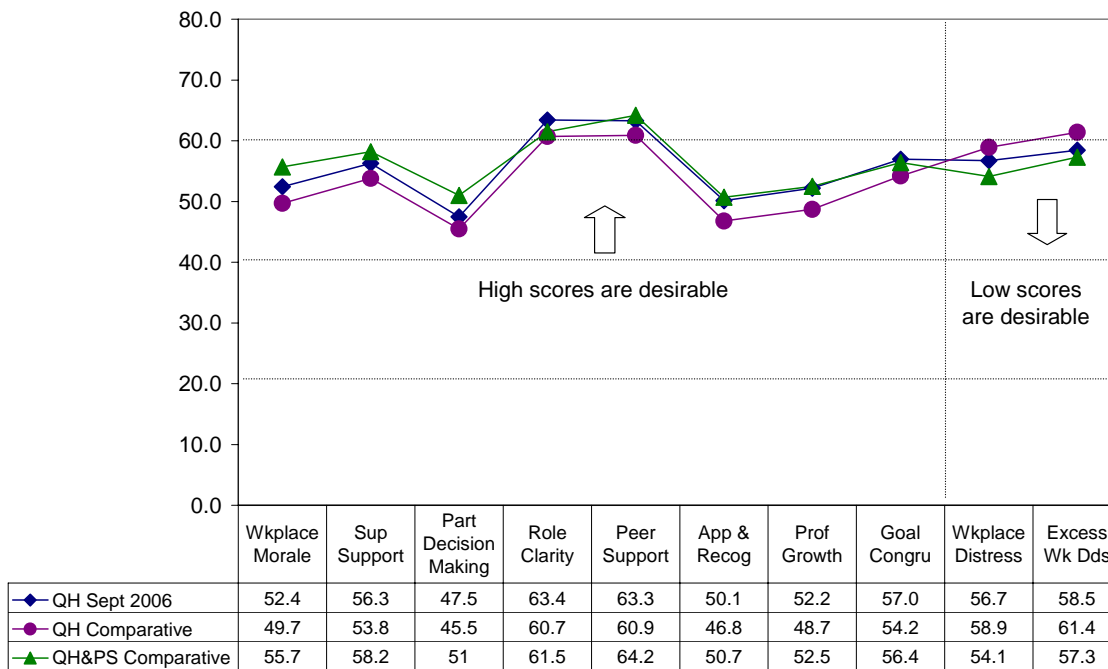 80.0
70.0
60.0
50.0
40.0
30.0
20.0
10.0
0.0
High scores are desirable
Low scores
are desirable
Wkplace Morale
Sup Support
Part Decision Making
Role Clarity
Peer Support
App & Recog
Prof Growth
Goal Congru
Wkplace Distress
Excess Wk Dds
QH Sept 2006 52.4 56.3 47.5 63.4 63.3 50.1 52.2 57.0 56.7 58.5
QH Comparative 49.7 53.8 45.5 60.7 60.9 46.8 48.7 54.2 58.9 61.4
QH&PS Comparative 55.7 58.2 51 61.5 64.2 50.7 52.5 56.4 54.1 57.3